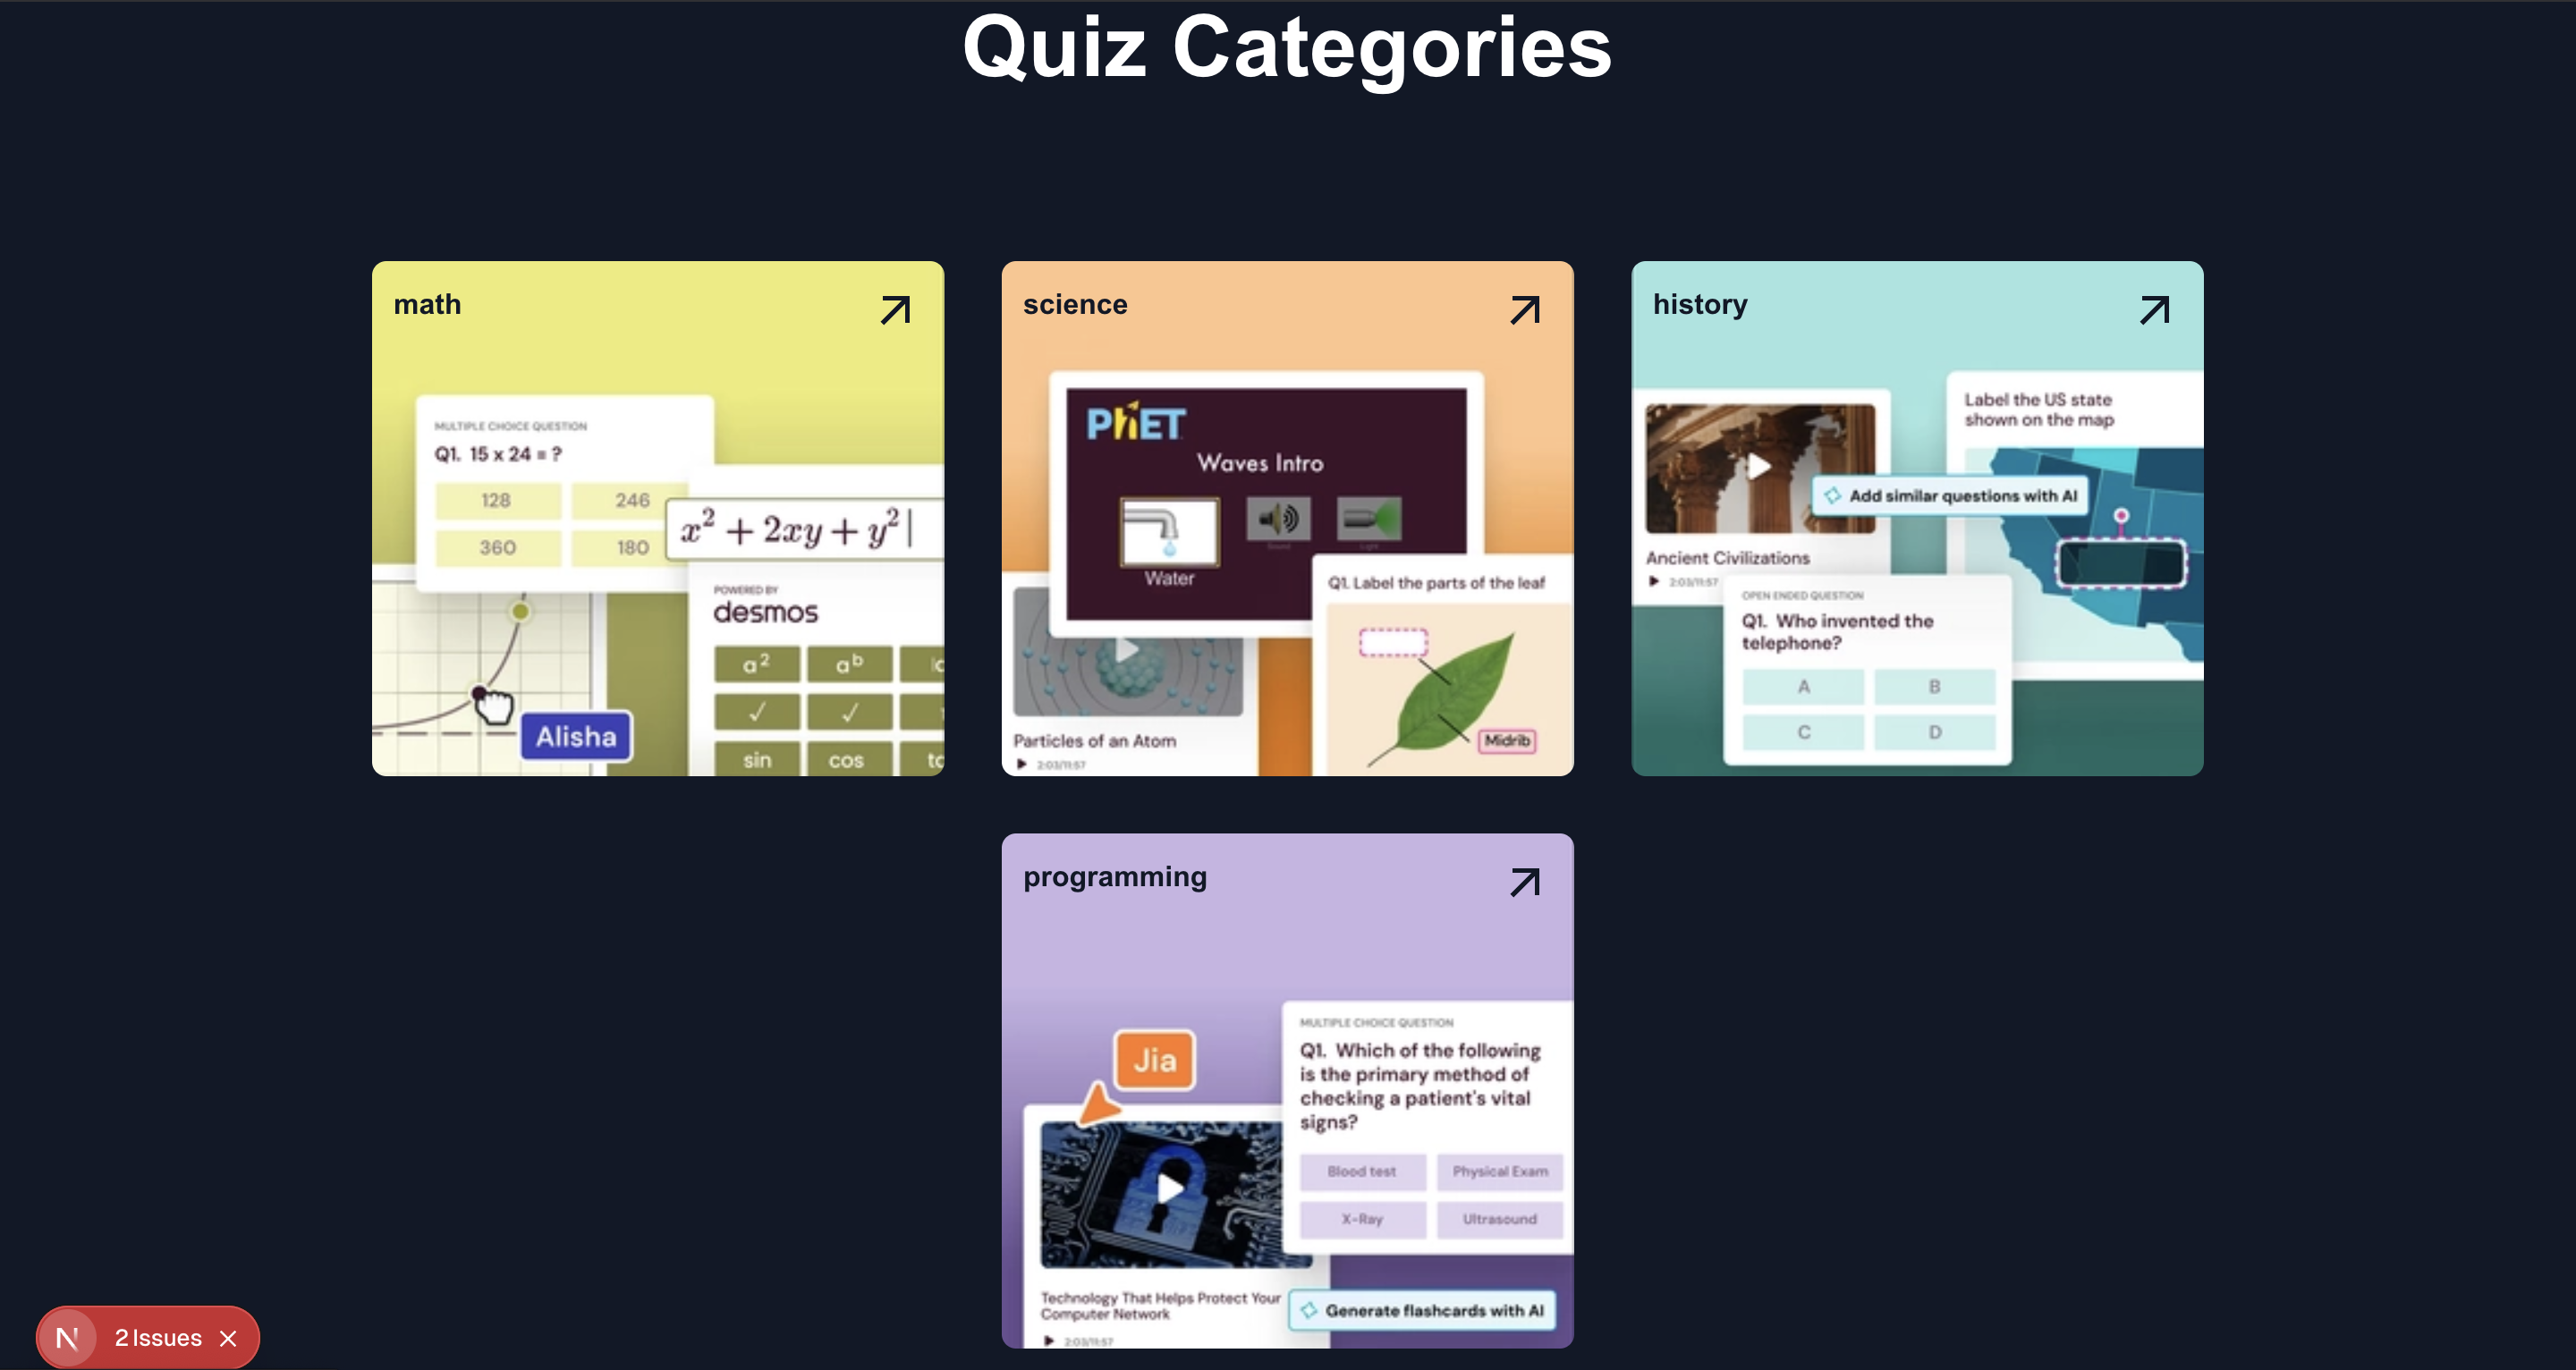 Quiz Categories
math
MULTIPLE CHOICE QUESTION
Q1. 15 x 24 = ?
128
246
360
180
x² + 2xy + y²
POWERED BY
desmos
a²
aᵇ
✓
✓
sin
cos
Alisha
science
PhET
Waves Intro
Water
Q1. Label the parts of the leaf
Midrib
Particles of an Atom
2:03/11:57
history
Label the US state
shown on the map
Add similar questions with AI
Ancient Civilizations
2:03/11:57
OPEN ENDED QUESTION
Q1. Who invented the
telephone?
A
B
C
D
programming
Jia
MULTIPLE CHOICE QUESTION
Q1. Which of the following
is the primary method of
checking a patient's vital
signs?
Blood test
Physical Exam
X-Ray
Ultrasound
Technology That Helps Protect Your
Computer Network
2:03/11:57
Generate flashcards with AI
N
2 Issues